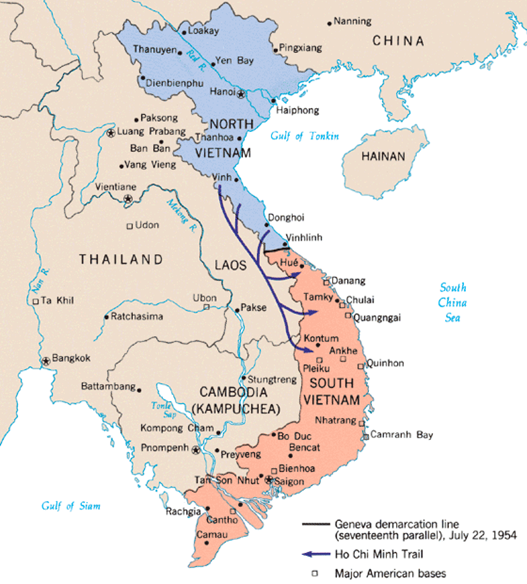 Nanning
CHINA
Loakay
Thanuyen
Pingxiang
Red R.
Yen Bay
Dienbienphu
Hanoi
Haiphong
Paksong
NORTH
VIETNAM
Luang Prabang
Thanhoa
Gulf of Tonkin
Ban Ban
HAINAN
Vang Vieng
Vinh
Vientiane
Mekong R.
Donghoi
Udon
Vinhlinh
THAILAND
LAOS
Hué
Nan R.
Danang
South
China
Sea
Ta Khli
Ubon
Tamky
Chulai
Ratchasima
Pakse
Quangngai
Kontum
Ankhe
Bangkok
Pleiku
Quinhon
Stungtreng
Battambang
CAMBODIA
(KAMPUCHEA)
SOUTH
VIETNAM
Tonle
Sap
Kompong Cham
Nhatrang
Bo Duc
Camranh Bay
Pnompenh
Preyveng
Bencat
Bienhoa
Tan Son Nhut
Saigon
Gulf of Siam
Rachgia
Cantho
Camau
Geneva demarcation line
(seventeenth parallel), July 22, 1954
Ho Chi Minh Trail
Major American bases